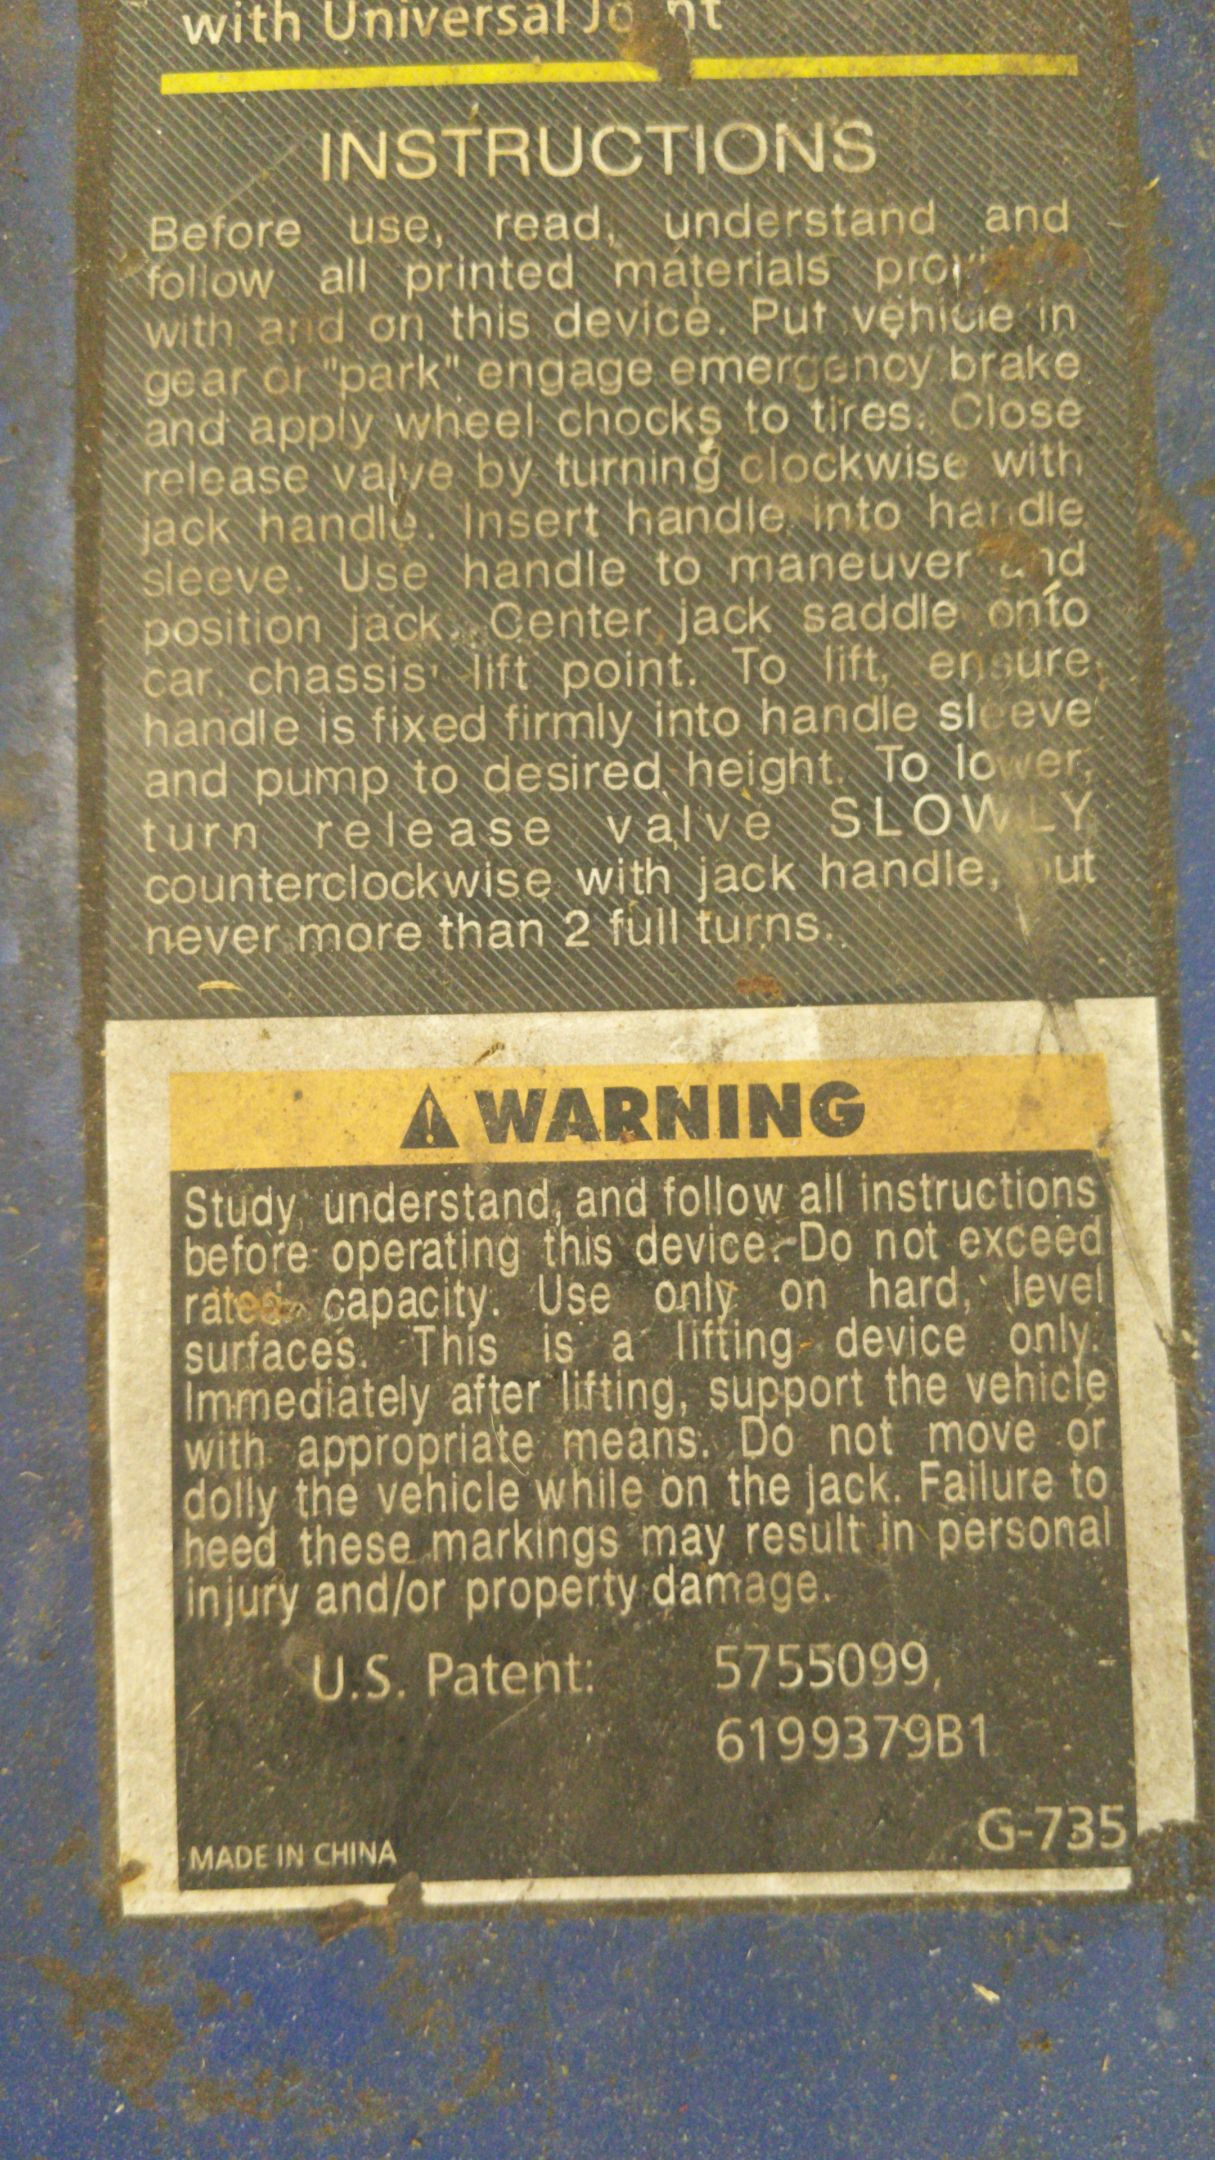 with Universal Joint
INSTRUCTIONS
Before use, read, understand and
follow all printed materials
with and on this device. Put vehicle in
gear or "park" engage emergency brake
and apply wheel chocks to tires. Close
release valve by turning clockwise with
jack handle. Insert handle into handle
sleeve. Use handle to maneuver and
position jack. Center jack saddle onto
car chassis lift point. To lift, ensure
handle is fixed firmly into handle sleeve
and pump to desired height. To lower,
turn release valve SLOWLY
counterclockwise with jack handle, but
never more than 2 full turns.
WARNING
Study, understand, and follow all instructions
before operating this device. Do not exceed
rated capacity. Use only on hard, level
surfaces. This is a lifting device only.
Immediately after lifting, support the vehicle
with appropriate means. Do not move or
dolly the vehicle while on the jack. Failure to
heed these markings may result in personal
injury and/or property damage.
U.S. Patent: 5755099,
6199379B1
G-735
MADE IN CHINA